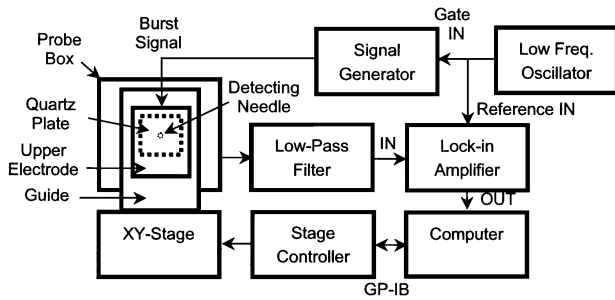 Burst
Signal
Gate
IN
Probe
Box
Signal
Generator
Low Freq.
Oscillator
Quartz
Plate
Detecting
Needle
Reference IN
Upper
Electrode
Low-Pass
Filter
IN
Lock-in
Amplifier
Guide
OUT
XY-Stage
Stage
Controller
Computer
GP-IB